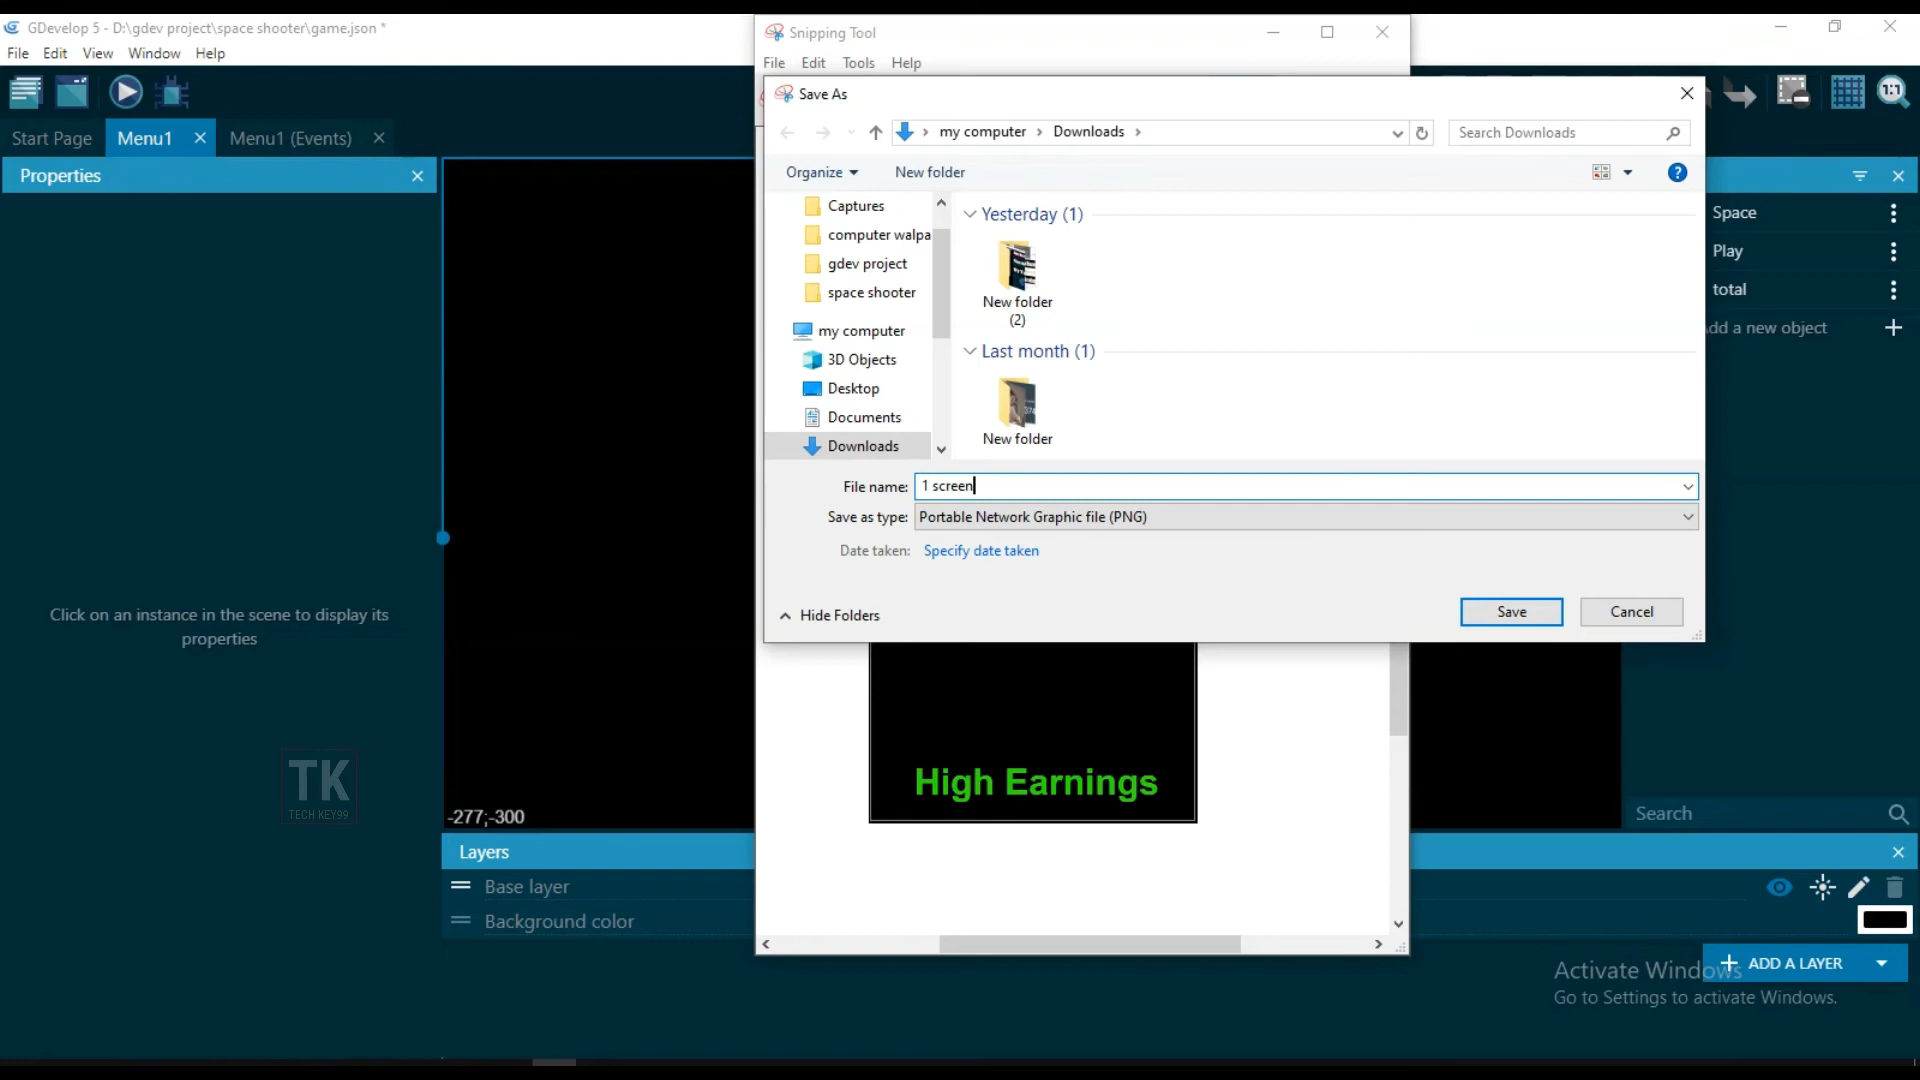 GDevelop 5 - D:\gdev project\space shooter\game.json *
File Edit View Window Help
Start Page
Menu1
Menu1 (Events)
Properties
Click on an instance in the scene to display its
properties
TK
TECH KEY99
-277;-300
Layers
Base layer
Background color
Snipping Tool
File Edit Tools Help
Save As
my computer
Downloads
Search Downloads
Organize
New folder
Captures
computer walpa
gdev project
space shooter
my computer
3D Objects
Desktop
Documents
Downloads
Yesterday (1)
New folder
(2)
Last month (1)
New folder
File name:
1 screen
Save as type:
Portable Network Graphic file (PNG)
Date taken:
Specify date taken
Hide Folders
Save
Cancel
High Earnings
1:1
Space
Play
total
dd a new object
Search
ADD A LAYER
Activate Windows
Go to Settings to activate Windows.